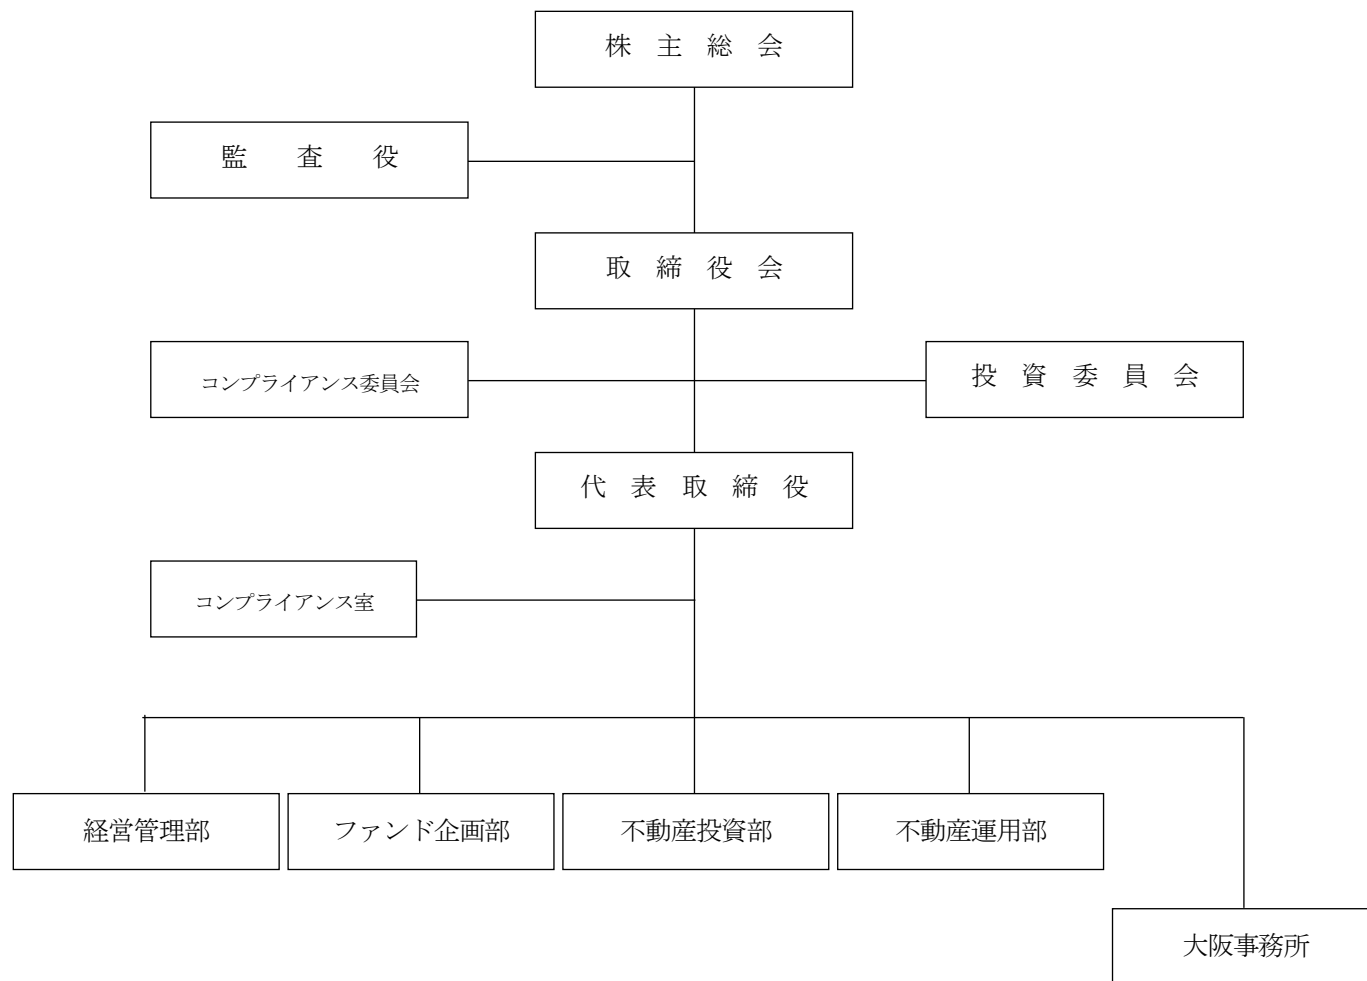 株　主　総　会
監　　査　　役
取　締　役　会
コンプライアンス委員会
投　資　委　員　会
代　表　取　締　役
コンプライアンス室
経営管理部
ファンド企画部
不動産投資部
不動産運用部
大阪事務所